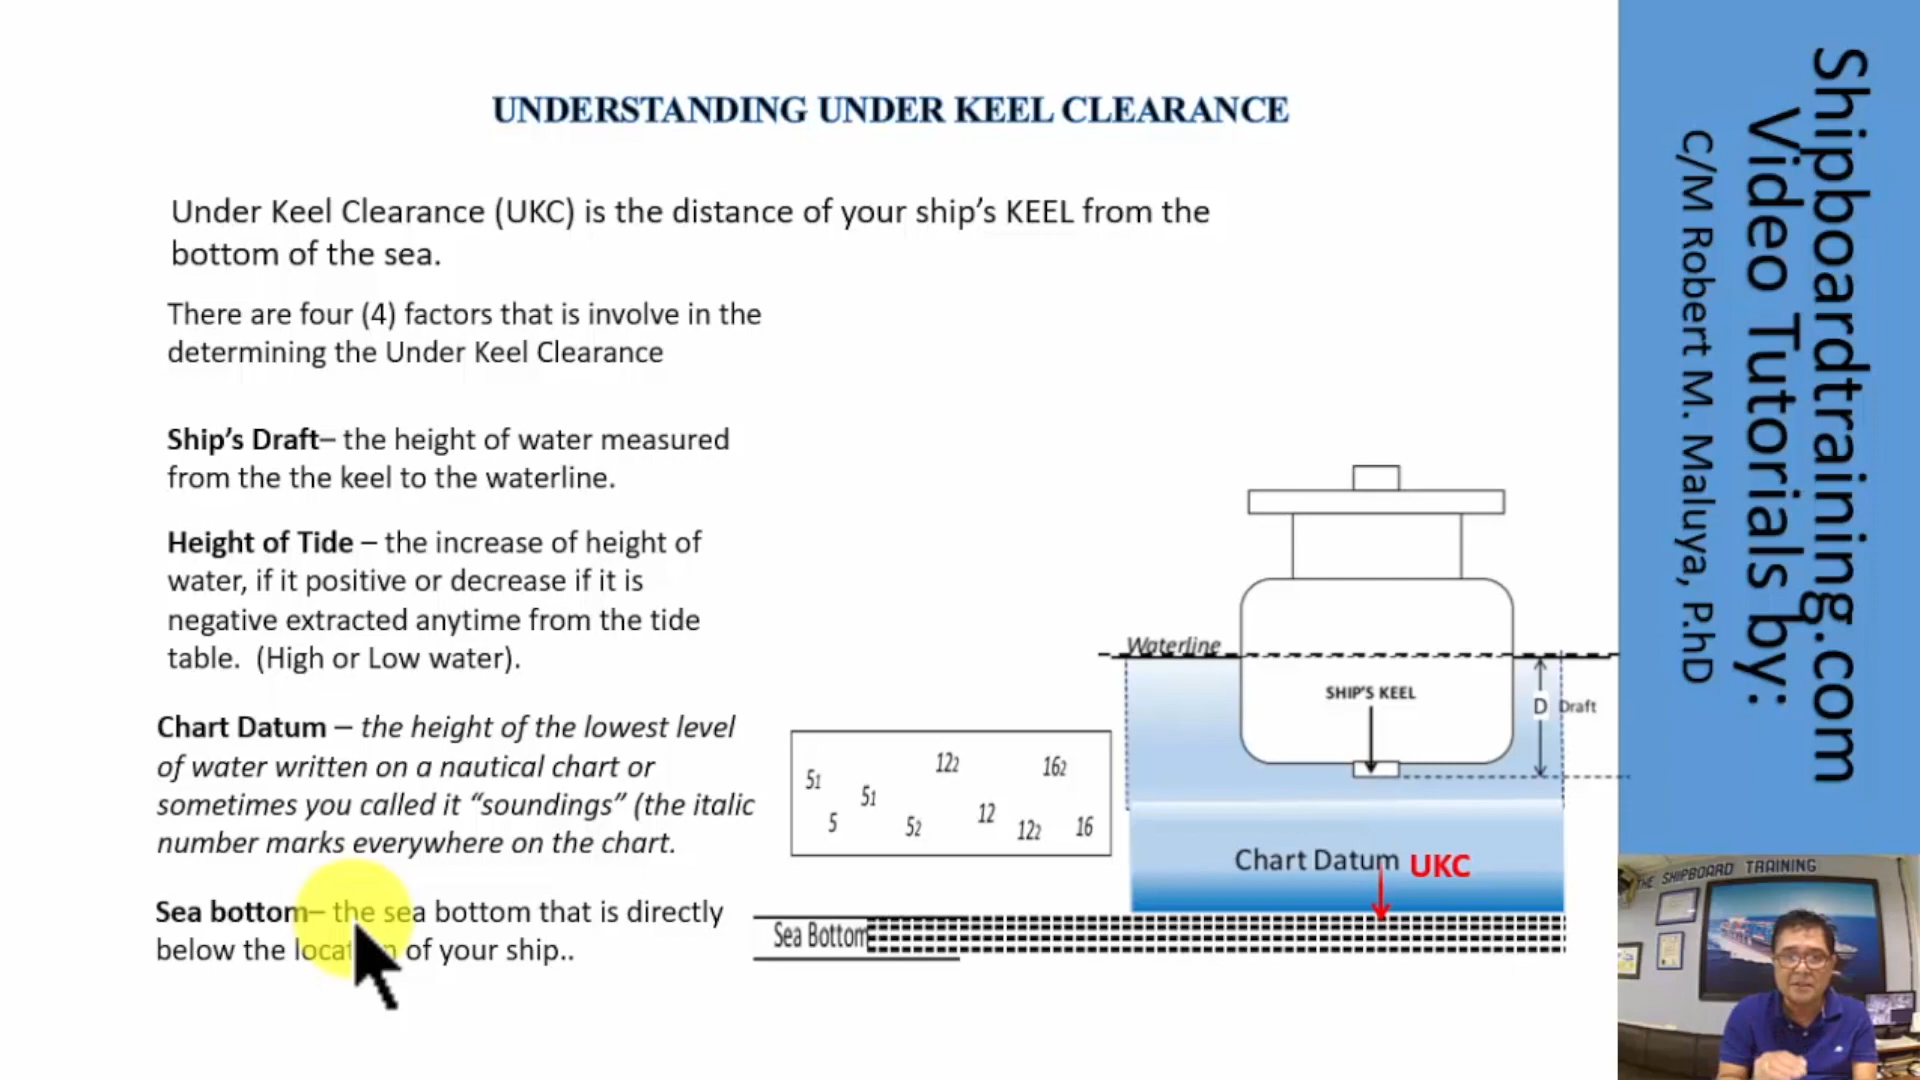 UNDERSTANDING UNDER KEEL CLEARANCE
Under Keel Clearance (UKC) is the distance of your ship's KEEL from the
bottom of the sea.
There are four (4) factors that is involve in the
determining the Under Keel Clearance
Ship's Draft– the height of water measured
from the the keel to the waterline.
Height of Tide – the increase of height of
water, if it positive or decrease if it is
negative extracted anytime from the tide
table.  (High or Low water).
Chart Datum – the height of the lowest level
of water written on a nautical chart or
sometimes you called it “soundings” (the italic
number marks everywhere on the chart.
Sea bottom– the sea bottom that is directly
below the location of your ship..
51
5
51
52
122
12
122
162
16
Waterline
SHIP'S KEEL
D Draft
Chart Datum UKC
Sea Bottom
Shipboardtraining.com
Video Tutorials by:
C/M Robert M. Maluya, P.hD
THE SHIPBOARD TRAINING